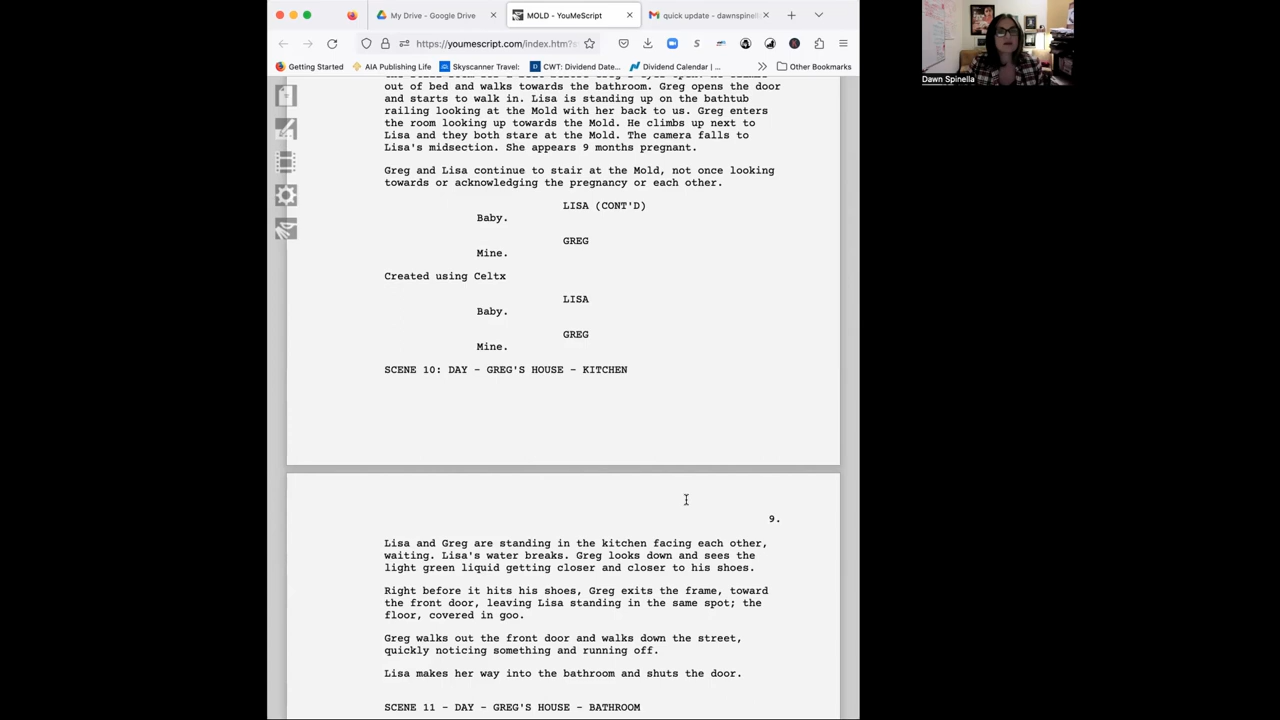 My Drive - Google Drive
MOLD - YouMeScript
quick update - dawnspinell
https://youmescript.com/index.htm?s
Getting Started
AIA Publishing Life
Skyscanner Travel:
CWT: Dividend Date...
Dividend Calendar | ...
Other Bookmarks
out of bed and walks towards the bathroom. Greg opens the door
and starts to walk in. Lisa is standing up on the bathtub
railing looking at the Mold with her back to us. Greg enters
the room looking up towards the Mold. He climbs up next to
Lisa and they both stare at the Mold. The camera falls to
Lisa's midsection. She appears 9 months pregnant.
Greg and Lisa continue to stair at the Mold, not once looking
towards or acknowledging the pregnancy or each other.
LISA (CONT'D)
Baby.
GREG
Mine.
Created using Celtx
LISA
Baby.
GREG
Mine.
SCENE 10: DAY - GREG'S HOUSE - KITCHEN
9.
Lisa and Greg are standing in the kitchen facing each other,
waiting. Lisa's water breaks. Greg looks down and sees the
light green liquid getting closer and closer to his shoes.
Right before it hits his shoes, Greg exits the frame, toward
the front door, leaving Lisa standing in the same spot; the
floor, covered in goo.
Greg walks out the front door and walks down the street,
quickly noticing something and running off.
Lisa makes her way into the bathroom and shuts the door.
SCENE 11 - DAY - GREG'S HOUSE - BATHROOM
Dawn Spinella